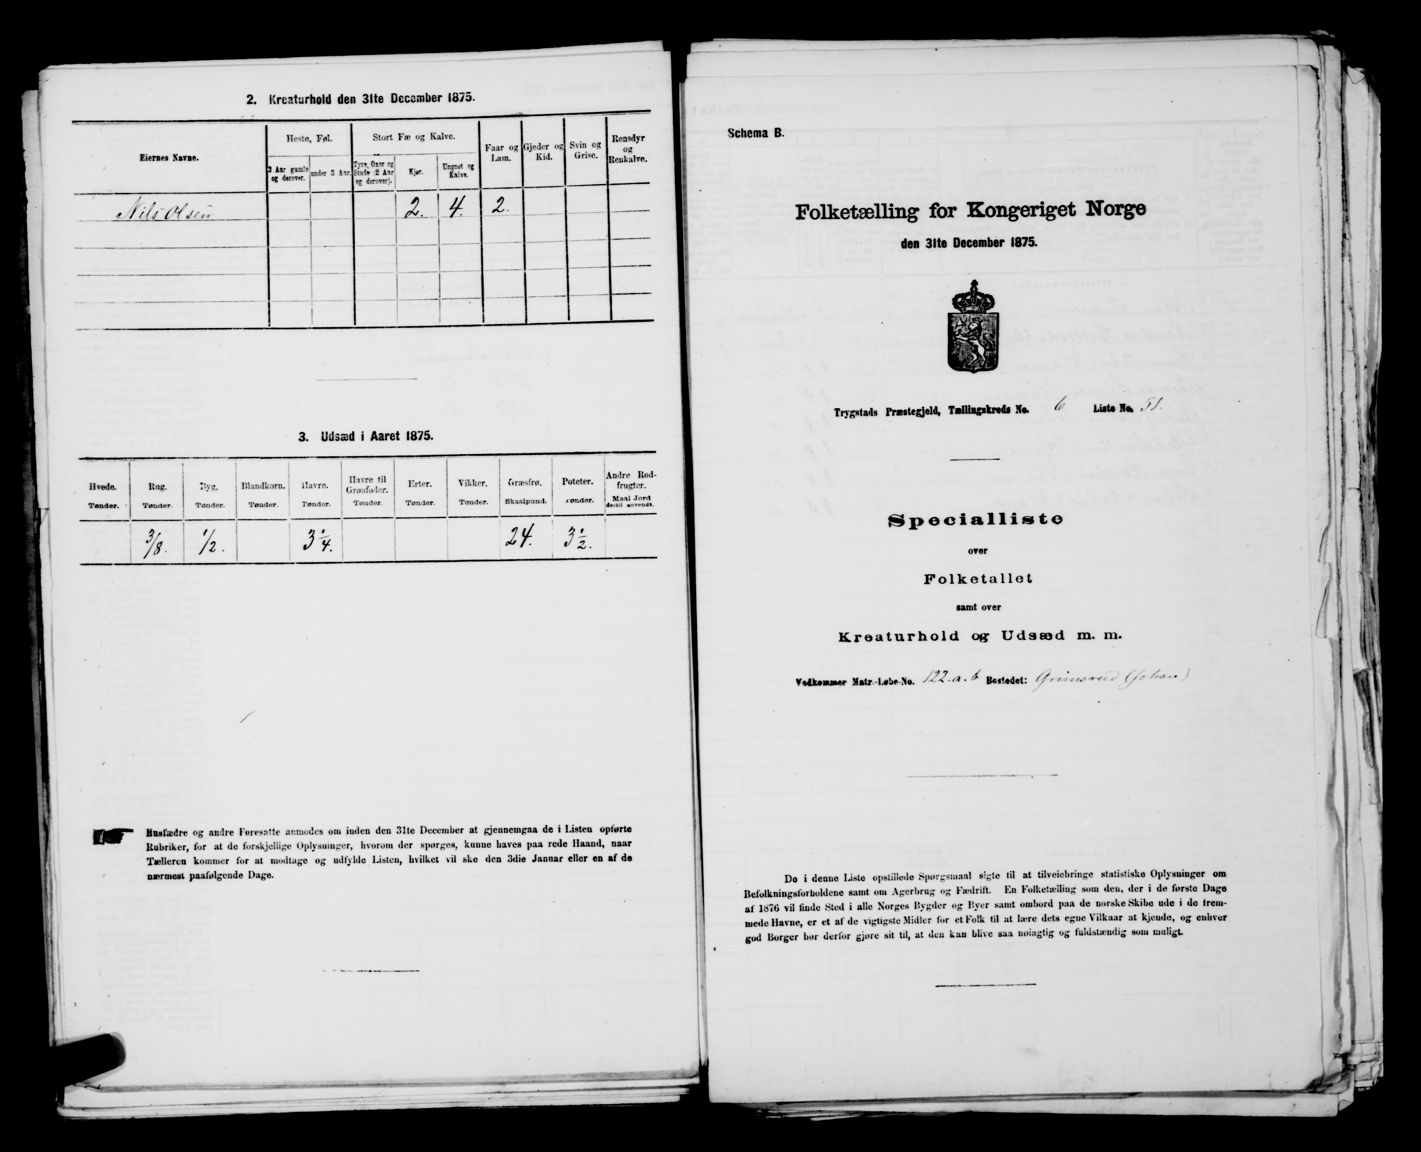 2. Kreaturhold den 31te December 1875.
Eiernes Navne.
Heste, Føl.
Stort Fæ og Kalve.
Faar og Lam.
Gjeder og Kid.
Svin og Grise.
Rensdyr og Renkalve.
3 Aar gamle og derover.
under 3 Aar.
Tyre, Oxer og Stude (2 Aar og derover).
Kjør.
Ungnøt og Kalve.
Nils Olsen 2. 4. 2.
3. Udsæd i Aaret 1875.
Hvede. Rug. Byg. Blandkorn. Havre. Havre til Grønfoder. Erter. Vikker. Græsfrø. Poteter. Andre Rodfrugter.
Tønder. Tønder. Tønder. Tønder. Tønder. Tønder. Tønder. Tønder. Skaalpund. Tønder. Maal Jord dertil anvendt.
3/8. 1/2. 3 1/4. 24. 3 1/2.
Husfædre og andre Foresatte anmodes om inden den 31te December at gjennemgaa de i Listen opførte
Rubriker, for at de forskjellige Oplysninger, hvorom der spørges, kunne haves paa rede Haand, naar
Tælleren kommer for at modtage og udfylde Listen, hvilket vil ske den 3die Januar eller en af de
nærmest paafølgende Dage.
Schema B.
Folketælling for Kongeriget Norge
den 31te December 1875.
Trygstads Præstegjeld, Tællingskreds No. 6 Liste No. 51.
Specialliste
over
Folketallet
samt over
Kreaturhold og Udsæd m. m.
Vedkommer Matr.-Løbe-No. 122.a.b Bostedet: Grimsrud (Johan)
De i denne Liste opstillede Spørgsmaal sigte til at tilveiebringe statistiske Oplysninger om
Befolkningsforholdene samt om Agerbrug og Fædrift. En Folketælling som den, der i de første Dage
af 1876 vil finde Sted i alle Norges Bygder og Byer samt ombord paa de norske Skibe ude i de frem-
mede Havne, er et af de vigtigste Midler for et Folk til at lære dets egne Vilkaar at kjende, og enhver
god Borger bør derfor gjøre sit til, at den kan blive saa nøiagtig og fuldstændig som muligt.